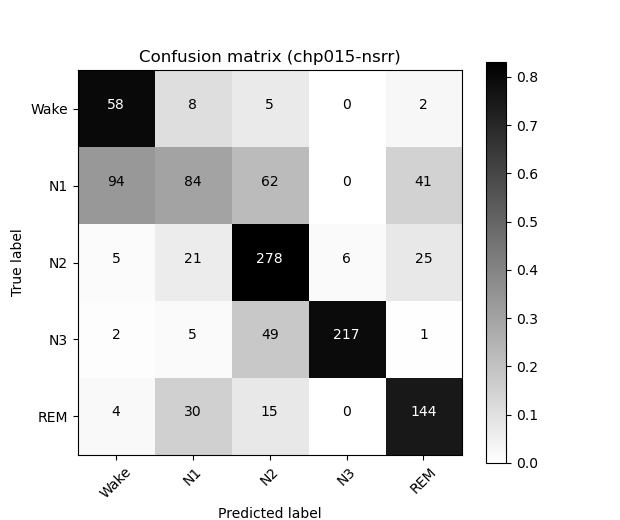 Confusion matrix (chp015-nsrr)
True label
Wake 58 8 5 0 2
N1 94 84 62 0 41
N2 5 21 278 6 25
N3 2 5 49 217 1
REM 4 30 15 0 144
Wake N1 N2 N3 REM
Predicted label
0.8
0.7
0.6
0.5
0.4
0.3
0.2
0.1
0.0